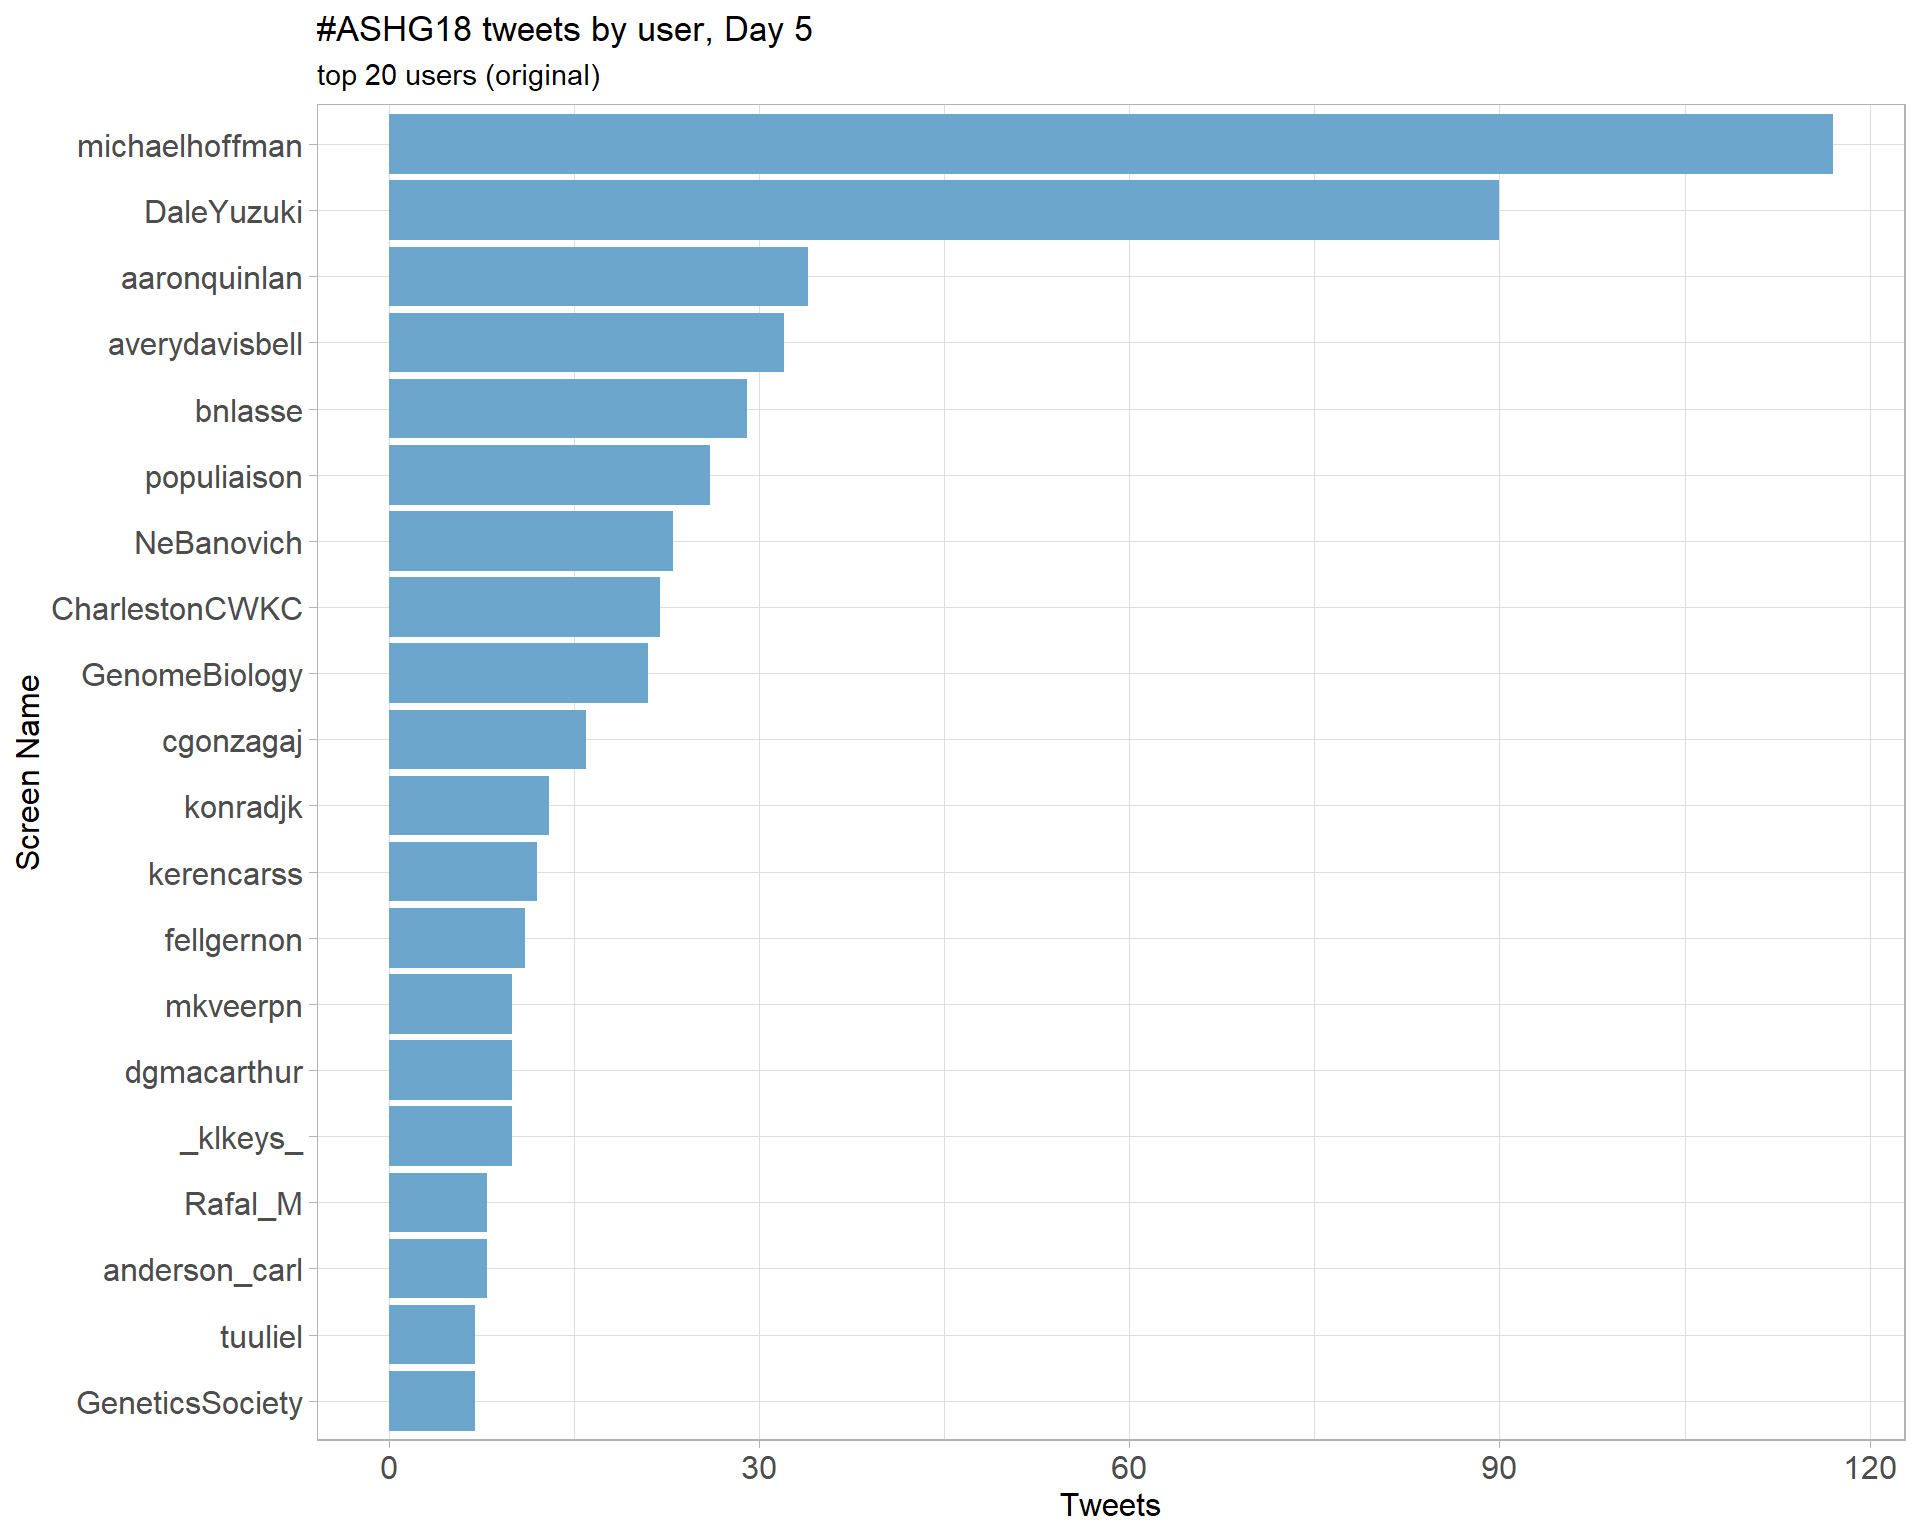 #ASHG18 tweets by user, Day 5
top 20 users (original)
michaelhoffman
DaleYuzuki
aaronquinlan
averydavisbell
bnlasse
populiaison
NeBanovich
CharlestonCWKC
GenomeBiology
cgonzagaj
konradjk
kerencarss
fellgernon
mkveerpn
dgmacarthur
_klkeys_
Rafal_M
anderson_carl
tuuliel
GeneticsSociety
Screen Name
0 30 60 90 120
Tweets